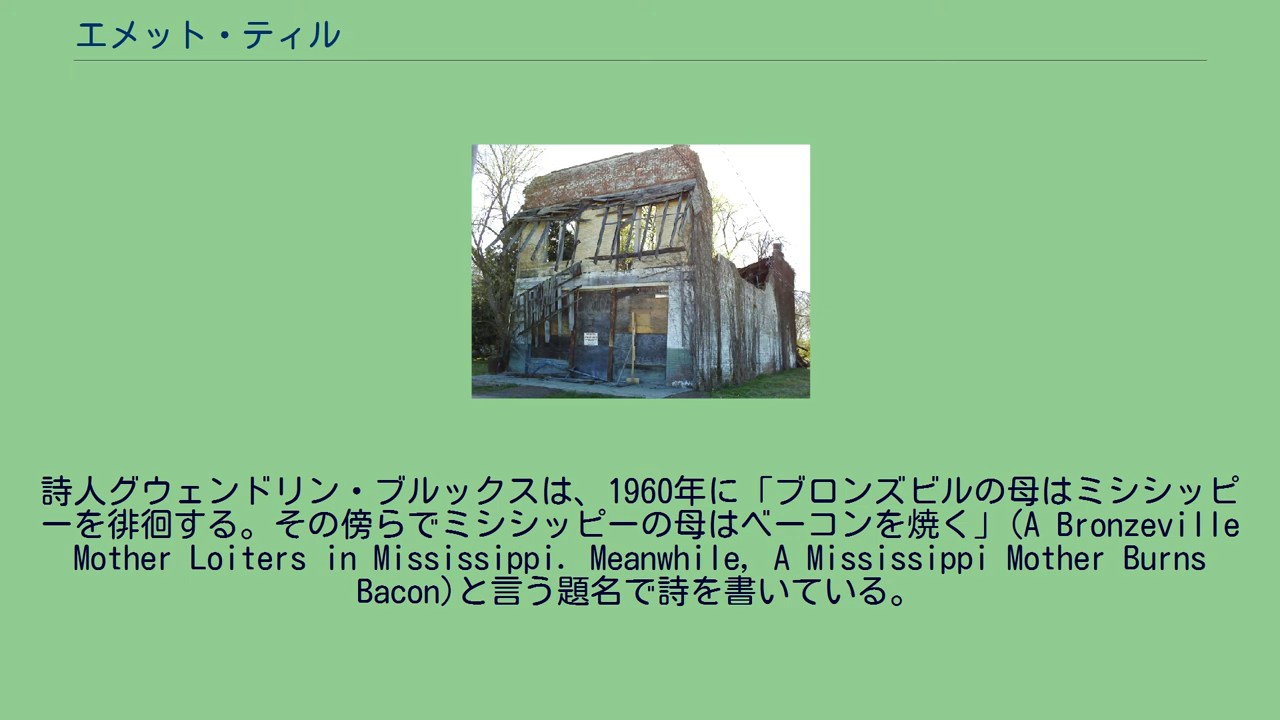 エメット・ティル
詩人グウェンドリン・ブルックスは、1960年に「ブロンズビルの母はミシシッピ
ーを徘徊する。その傍らでミシシッピーの母はベーコンを焼く」(A Bronzeville
Mother Loiters in Mississippi. Meanwhile, A Mississippi Mother Burns
Bacon)と言う題名で詩を書いている。